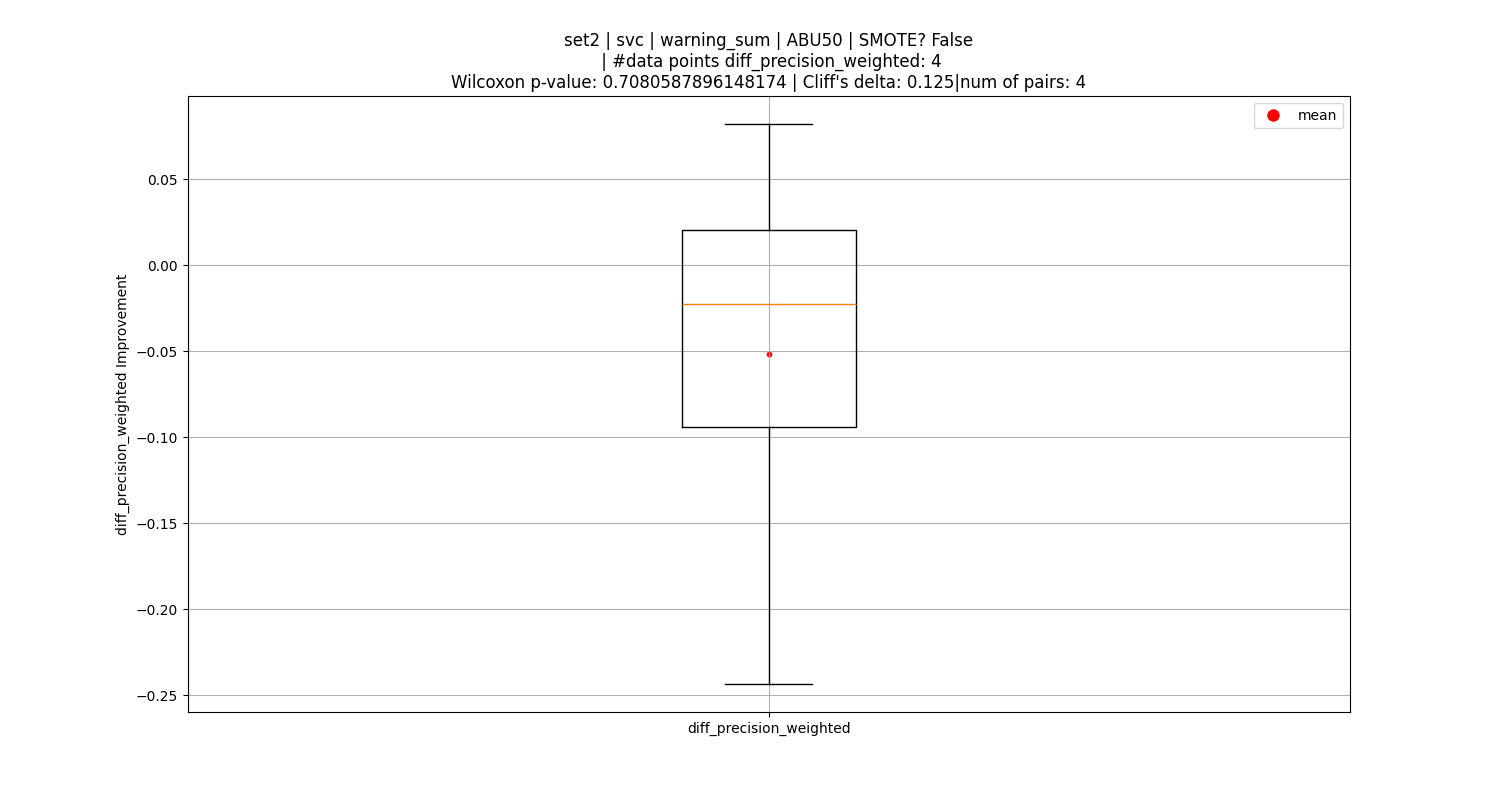 set2 | svc | warning_sum | ABU50 | SMOTE? False
| #data points diff_precision_weighted: 4
Wilcoxon p-value: 0.7080587896148174 | Cliff's delta: 0.125|num of pairs: 4
mean
0.05
0.00
−0.05
−0.10
−0.15
−0.20
−0.25
diff_precision_weighted Improvement
diff_precision_weighted